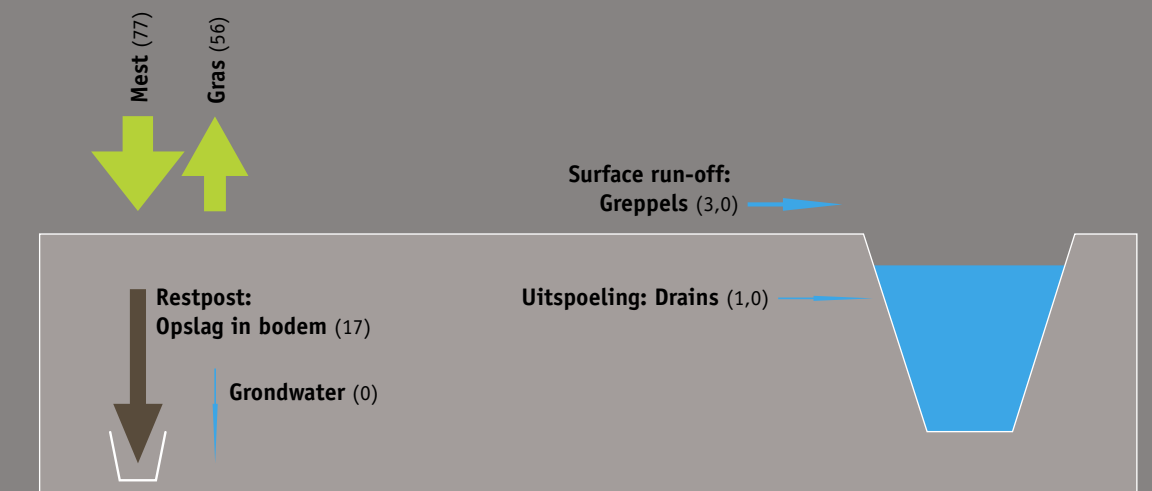 Mest (77)
Gras (56)
Surface run-off:
Greppels (3,0)
Restpost:
Opslag in bodem (17)
Uitspoeling: Drains (1,0)
Grondwater (0)